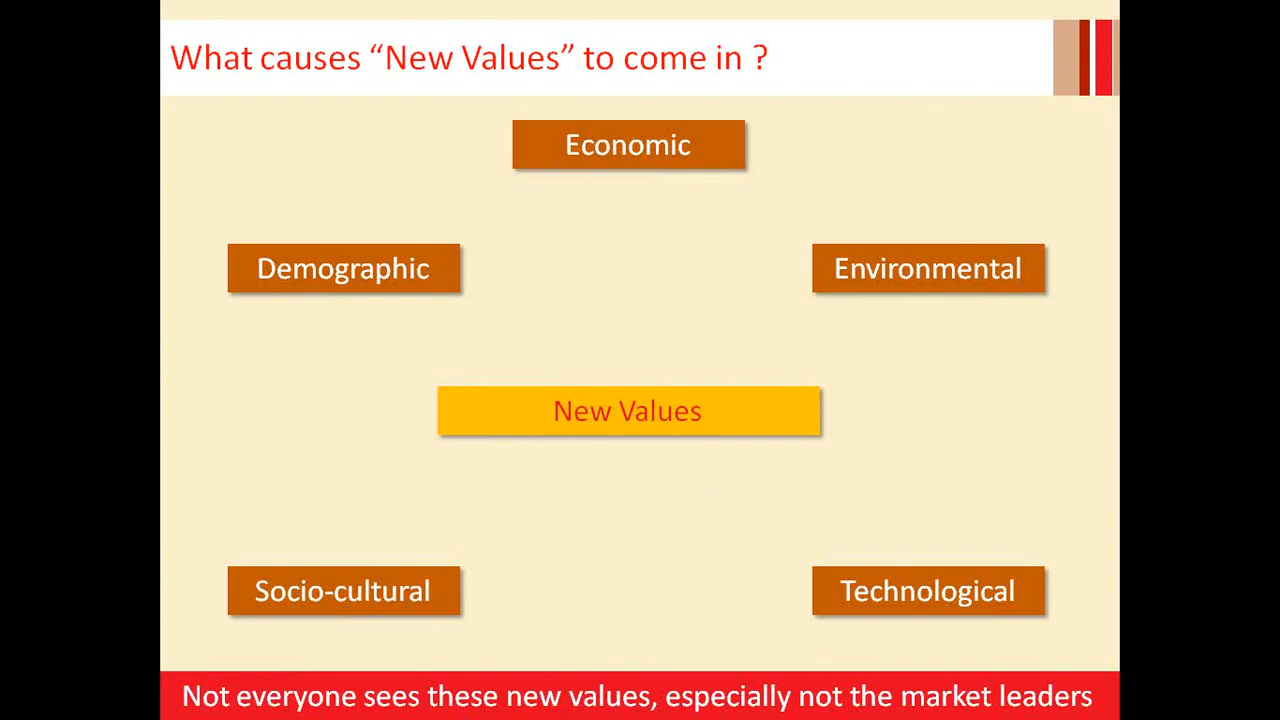 What causes “New Values” to come in ?
Economic
Demographic
Environmental
New Values
Socio-cultural
Technological
Not everyone sees these new values, especially not the market leaders